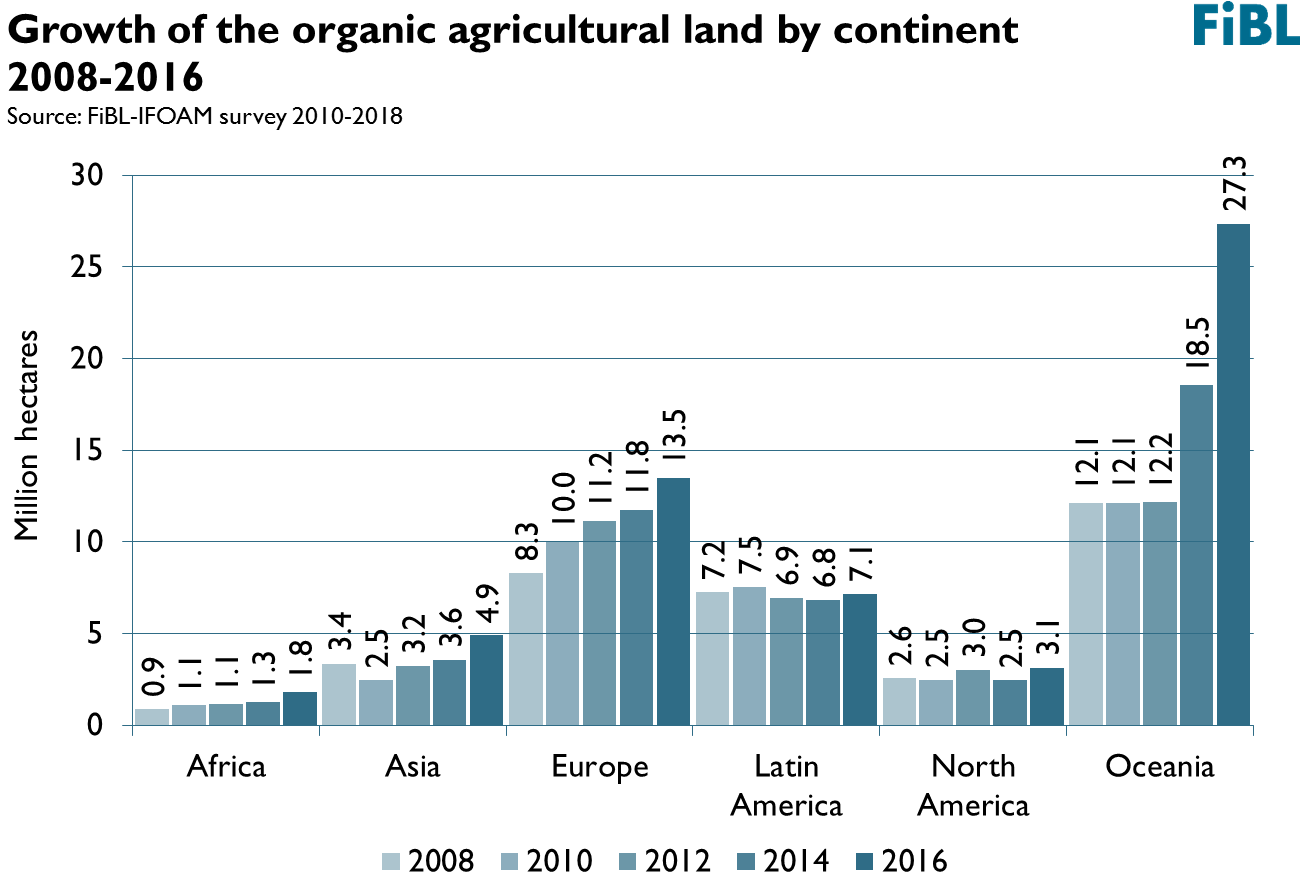 Growth of the organic agricultural land by continent
2008-2016
Source: FiBL-IFOAM survey 2010-2018
FiBL
Million hectares
30
25
20
15
10
5
0
0.9
1.1
1.1
1.3
1.8
3.4
2.5
3.2
3.6
4.9
8.3
10.0
11.2
11.8
13.5
7.2
7.5
6.9
6.8
7.1
2.6
2.5
3.0
2.5
3.1
12.1
12.1
12.2
18.5
27.3
Africa
Asia
Europe
Latin
America
North
America
Oceania
2008 2010 2012 2014 2016